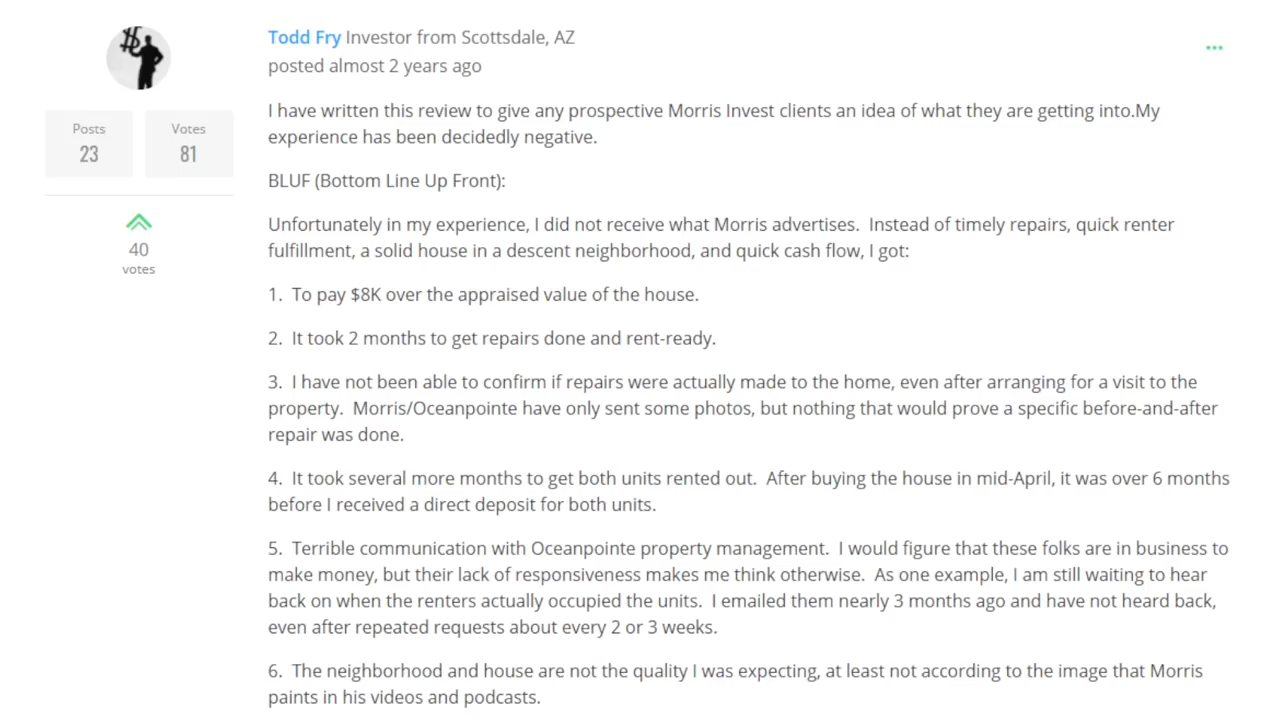 Todd Fry Investor from Scottsdale, AZ
posted almost 2 years ago
Posts
23
Votes
81
40
votes
I have written this review to give any prospective Morris Invest clients an idea of what they are getting into.My
experience has been decidedly negative.
BLUF (Bottom Line Up Front):
Unfortunately in my experience, I did not receive what Morris advertises.  Instead of timely repairs, quick renter
fulfillment, a solid house in a descent neighborhood, and quick cash flow, I got:
1.  To pay $8K over the appraised value of the house.
2.  It took 2 months to get repairs done and rent-ready.
3.  I have not been able to confirm if repairs were actually made to the home, even after arranging for a visit to the
property.  Morris/Oceanpointe have only sent some photos, but nothing that would prove a specific before-and-after
repair was done.
4.  It took several more months to get both units rented out.  After buying the house in mid-April, it was over 6 months
before I received a direct deposit for both units.
5.  Terrible communication with Oceanpointe property management.  I would figure that these folks are in business to
make money, but their lack of responsiveness makes me think otherwise.  As one example, I am still waiting to hear
back on when the renters actually occupied the units.  I emailed them nearly 3 months ago and have not heard back,
even after repeated requests about every 2 or 3 weeks.
6.  The neighborhood and house are not the quality I was expecting, at least not according to the image that Morris
paints in his videos and podcasts.